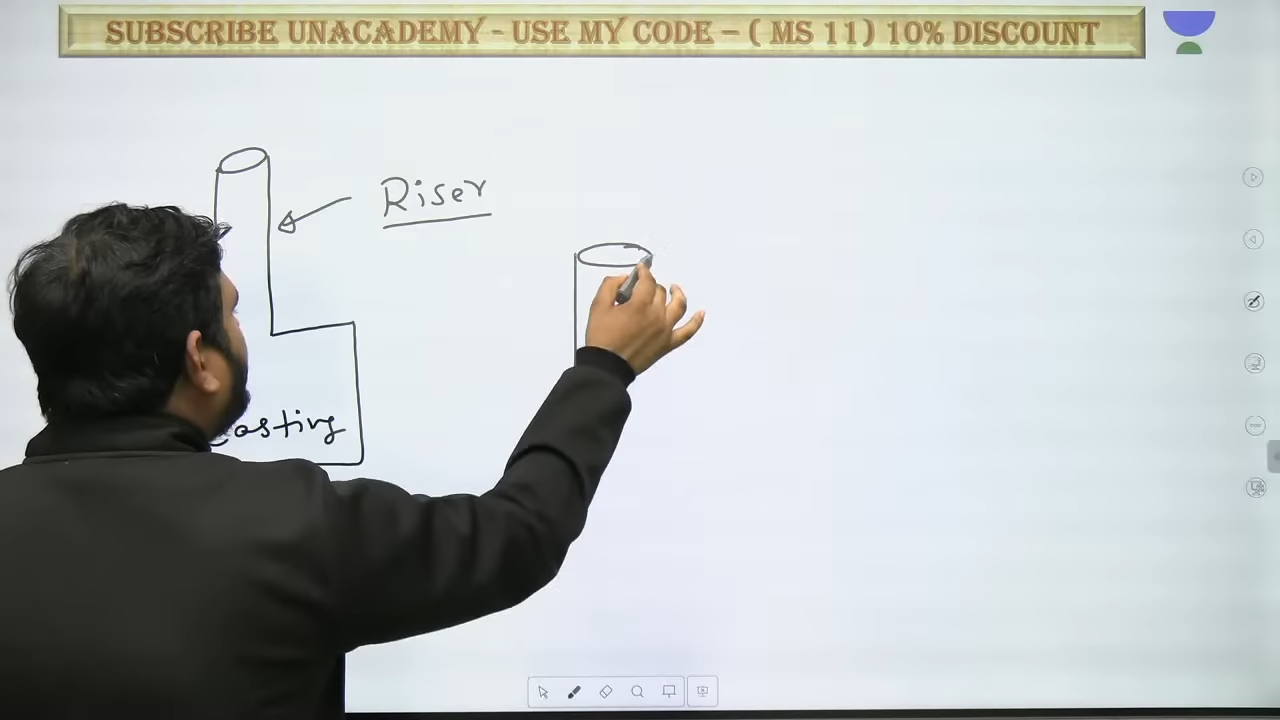 SUBSCRIBE UNACADEMY - USE MY CODE – ( MS 11 ) 10% DISCOUNT
Riser